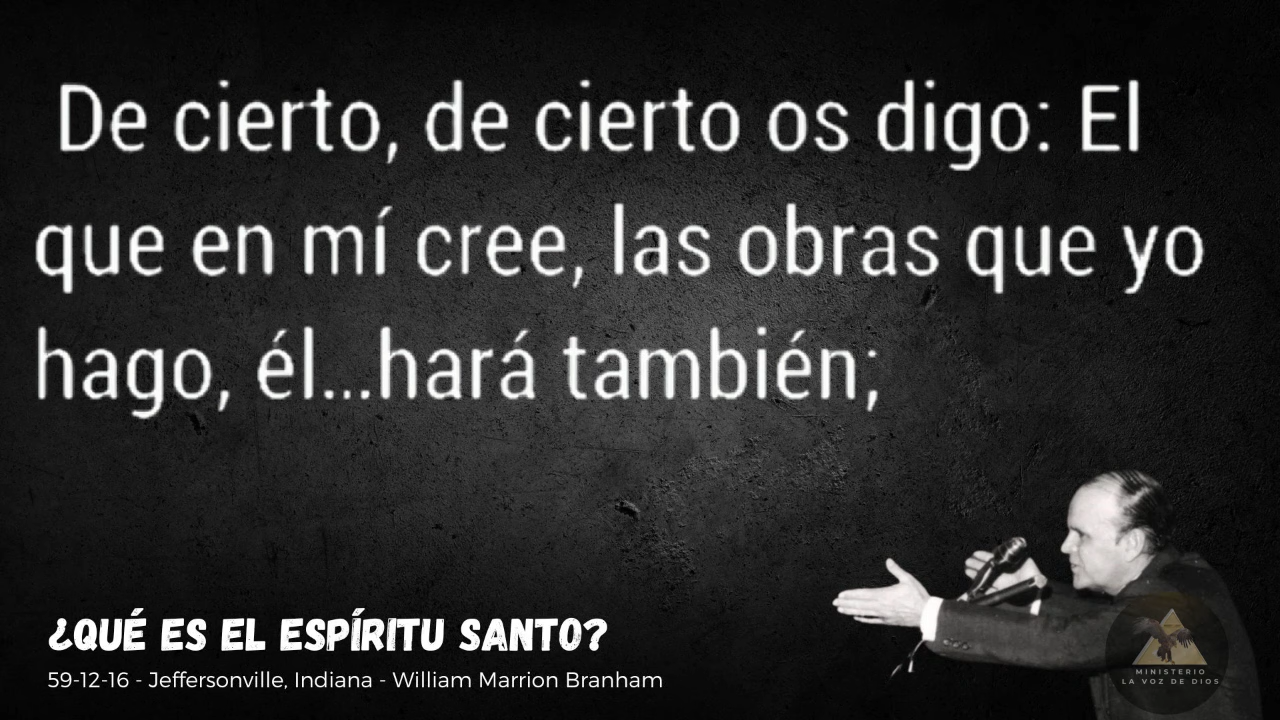 De cierto, de cierto os digo: El
que en mí cree, las obras que yo
hago, él...hará también;
¿QUÉ ES EL ESPÍRITU SANTO?
59-12-16 - Jeffersonville, Indiana - William Marrion Branham
MINISTERIO
LA VOZ DE DIOS